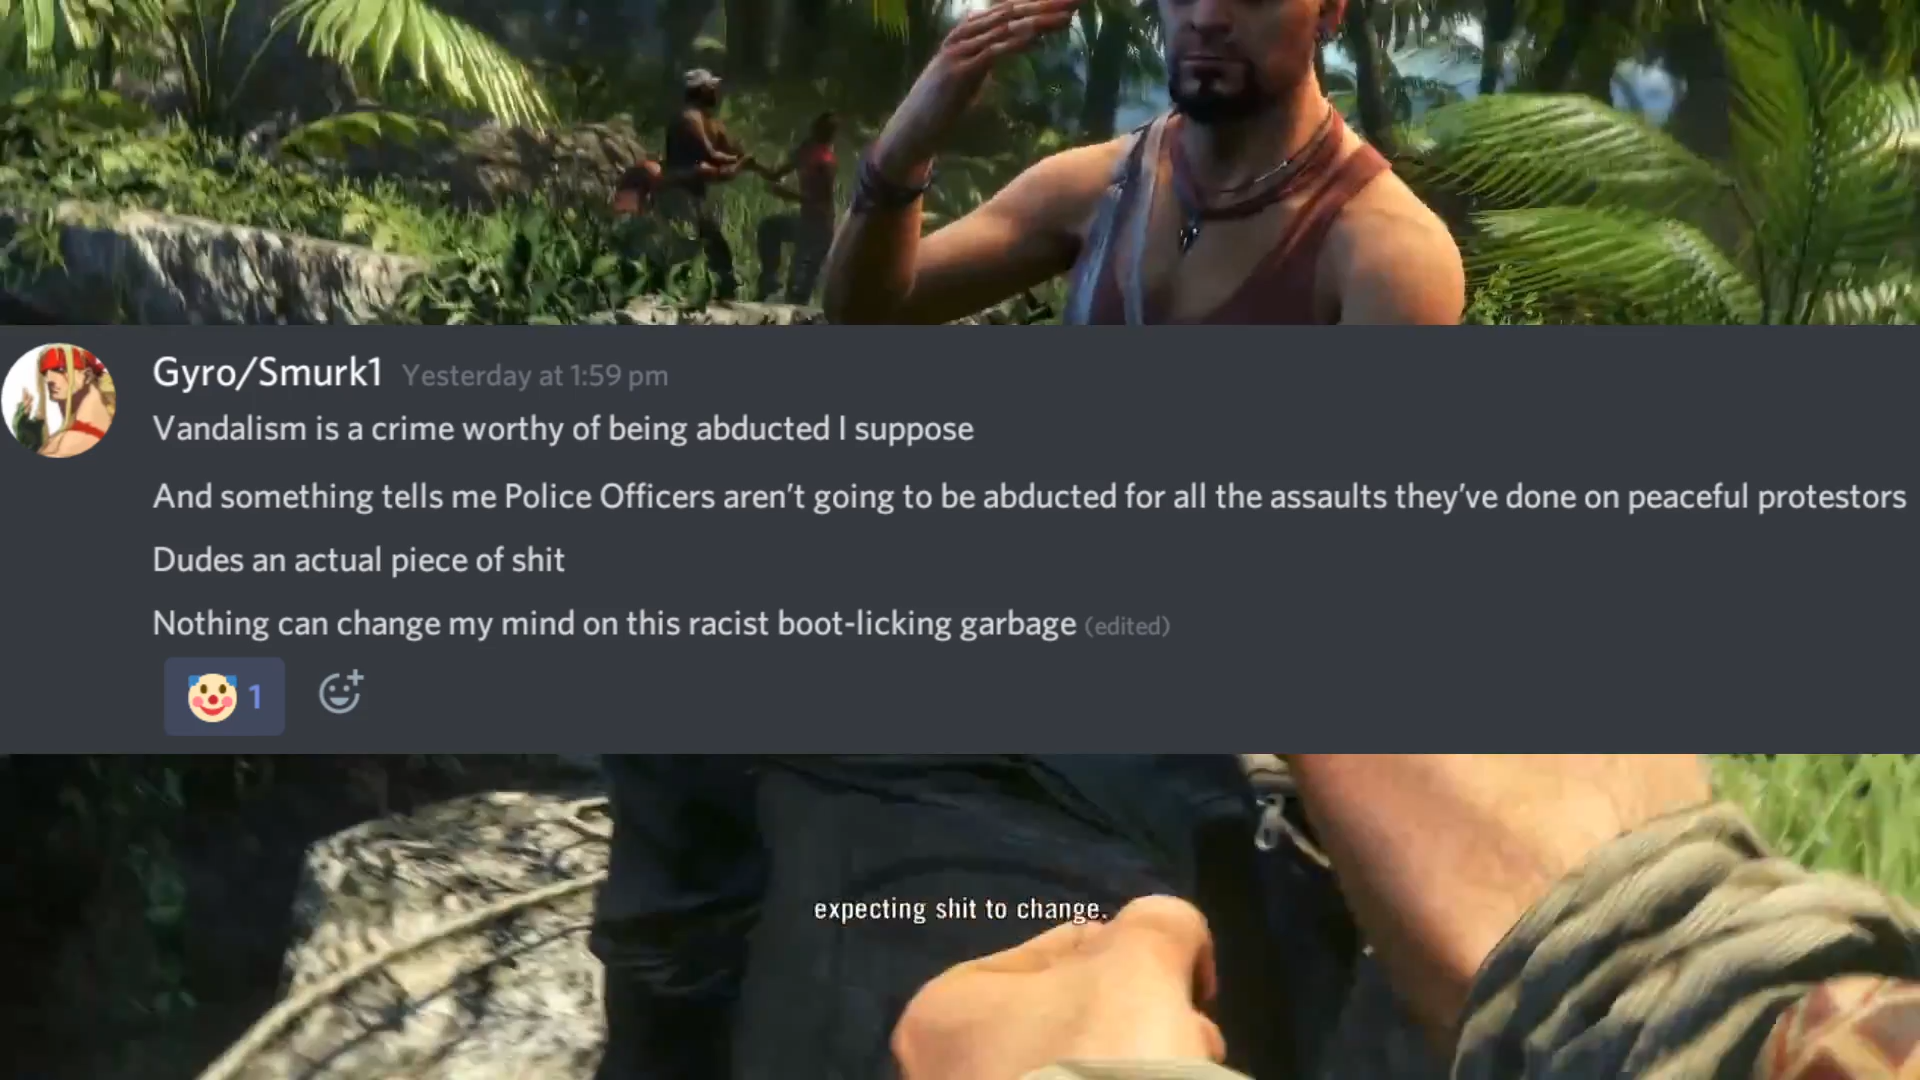 Gyro/Smurk1 Yesterday at 1:59 pm
Vandalism is a crime worthy of being abducted I suppose
And something tells me Police Officers aren’t going to be abducted for all the assaults they’ve done on peaceful protestors
Dudes an actual piece of shit
Nothing can change my mind on this racist boot-licking garbage (edited)
1
expecting shit to change.